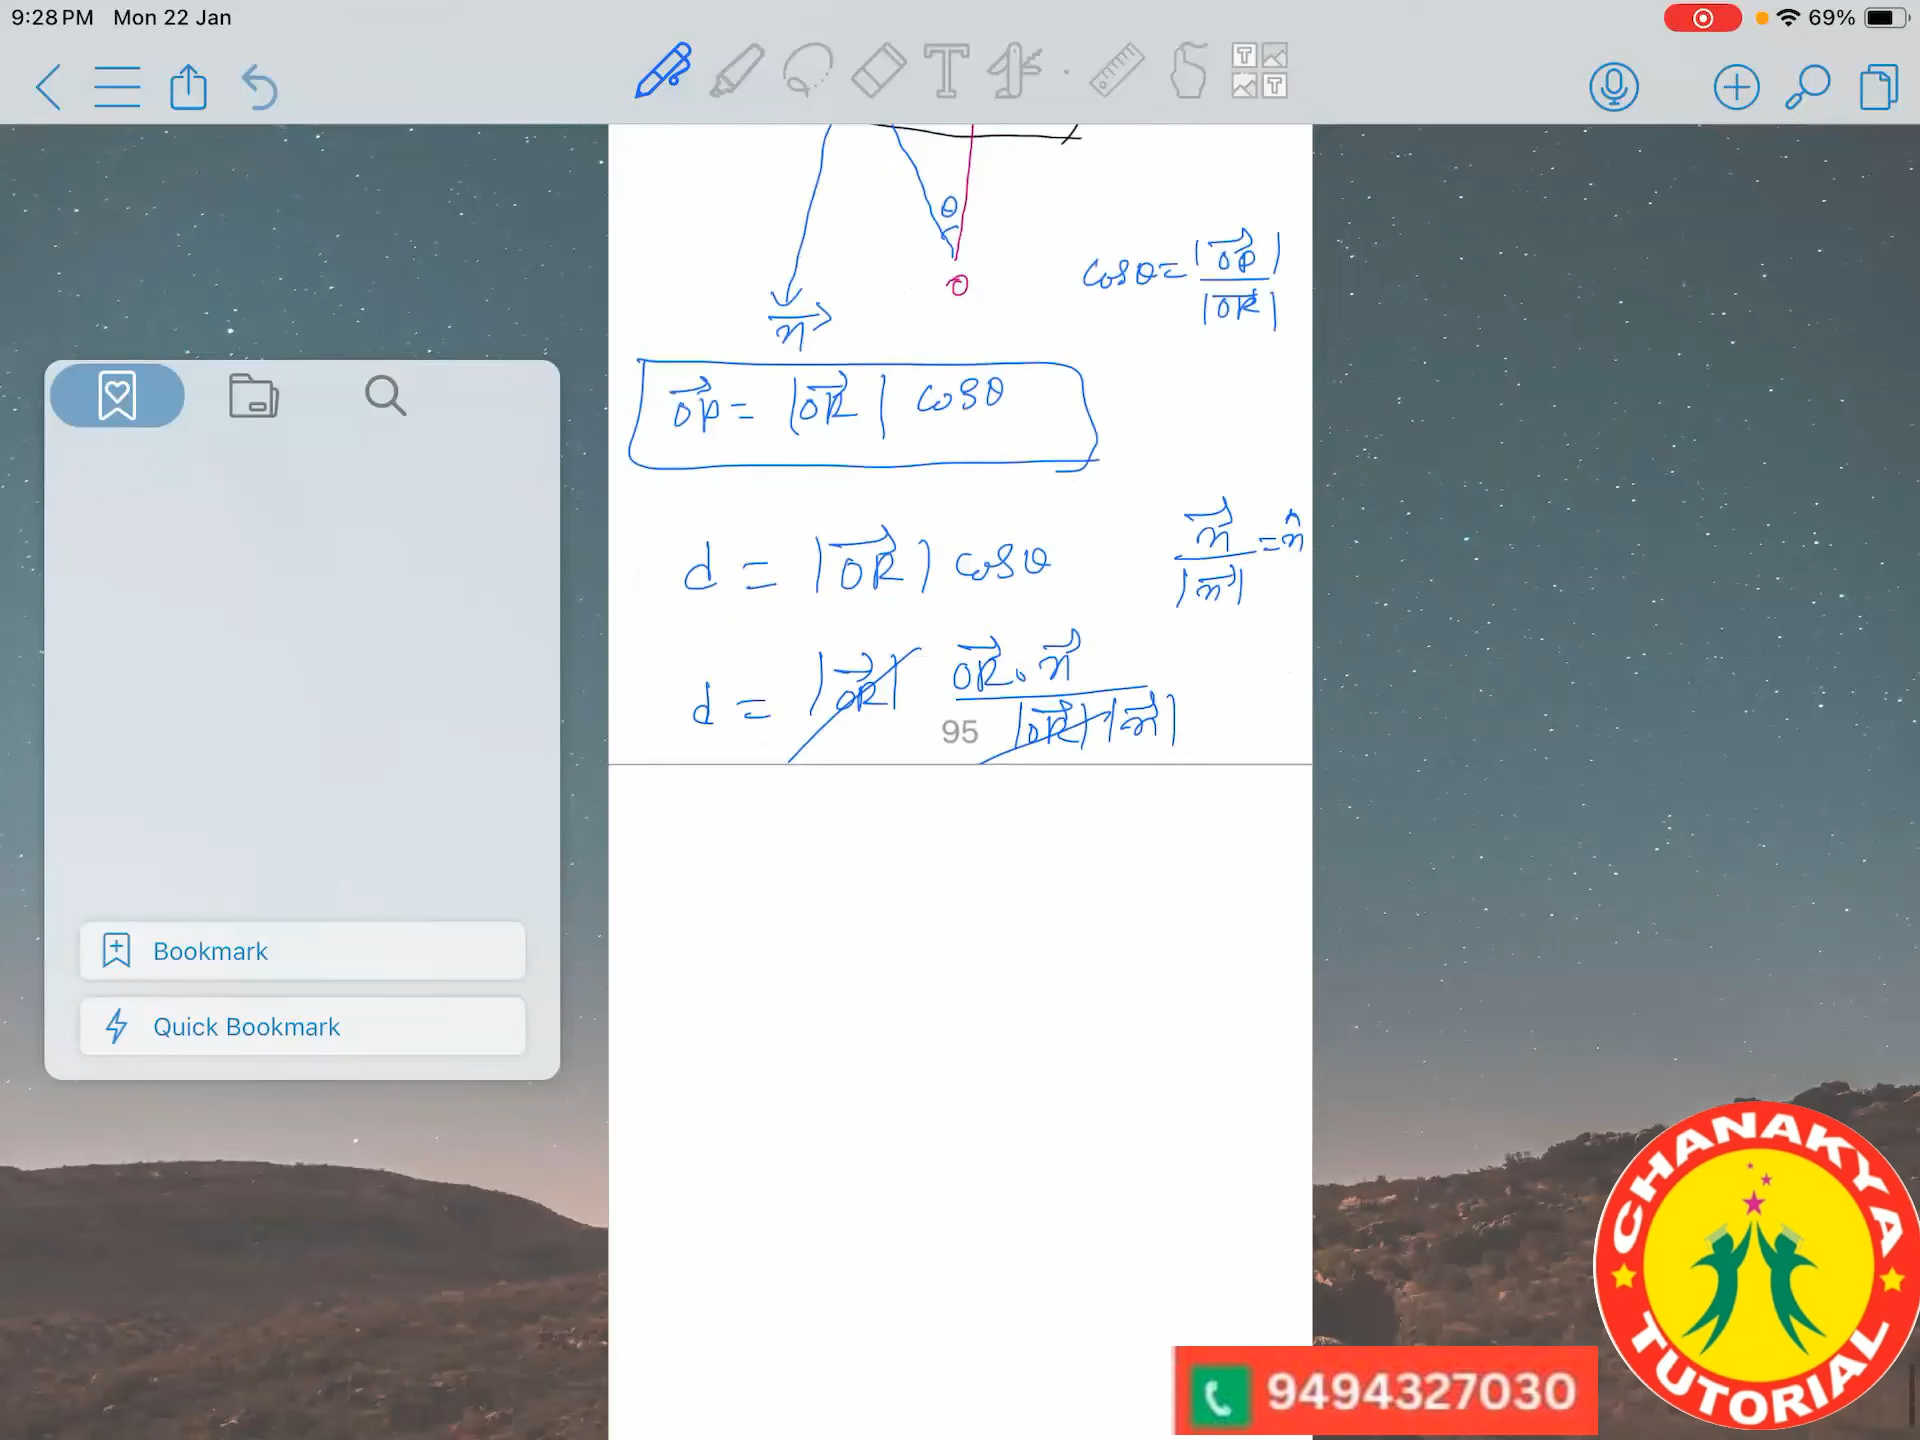 9:28 PM Mon 22 Jan
69%
T
T
T
θ
O
cosθ = |OP⃗| / |OR⃗|
n⃗
OP⃗ = |OR⃗| cosθ
d = |OR⃗| cosθ
n⃗ / |n⃗| = n̂
d = |OR⃗| OR⃗ . n⃗ / |OR⃗| |n⃗|
95
Bookmark
Quick Bookmark
CHANAKYA
TUTORIAL
9494327030